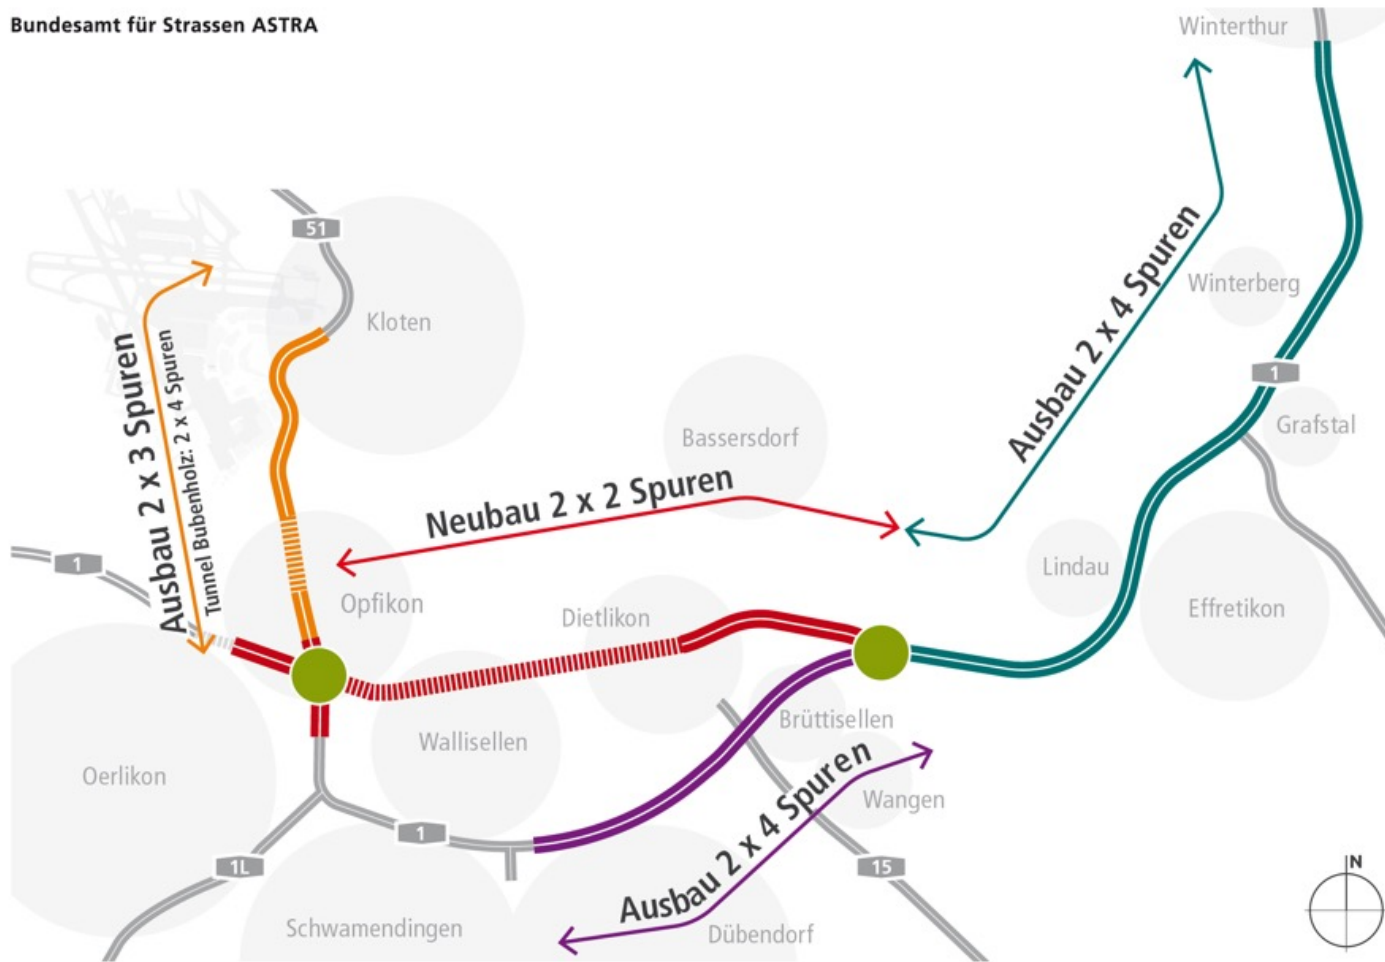 Bundesamt für Strassen ASTRA
Winterthur
51
Kloten
Winterberg
Ausbau 2 x 4 Spuren
1
Grafstal
Ausbau 2 x 3 Spuren
Tunnel Bubenholz: 2 x 4 Spuren
Bassersdorf
Neubau 2 x 2 Spuren
1
Opfikon
Dietlikon
Lindau
Effretikon
Wallisellen
Brüttisellen
Oerlikon
Wangen
Ausbau 2 x 4 Spuren
1
1L
15
Schwamendingen
Dübendorf
N